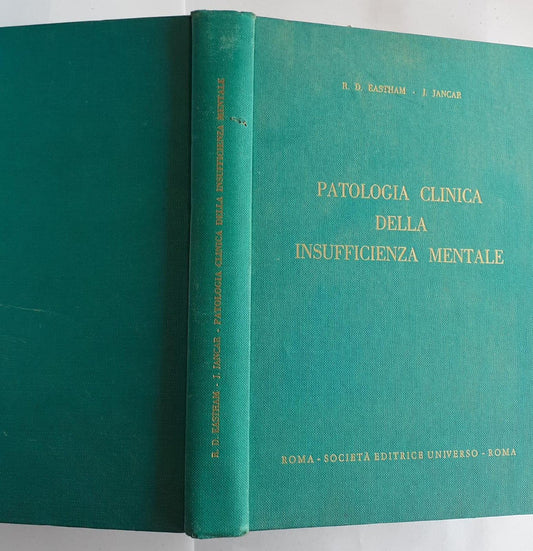 R. D. EASTHAM - J. JANCAR
PATOLOGIA CLINICA
DELLA
INSUFFICIENZA MENTALE
ROMA - SOCIETÀ EDITRICE UNIVERSO - ROMA
R. D. EASTHAM - J. JANCAR - PATOLOGIA CLINICA DELLA INSUFFICIENZA MENTALE